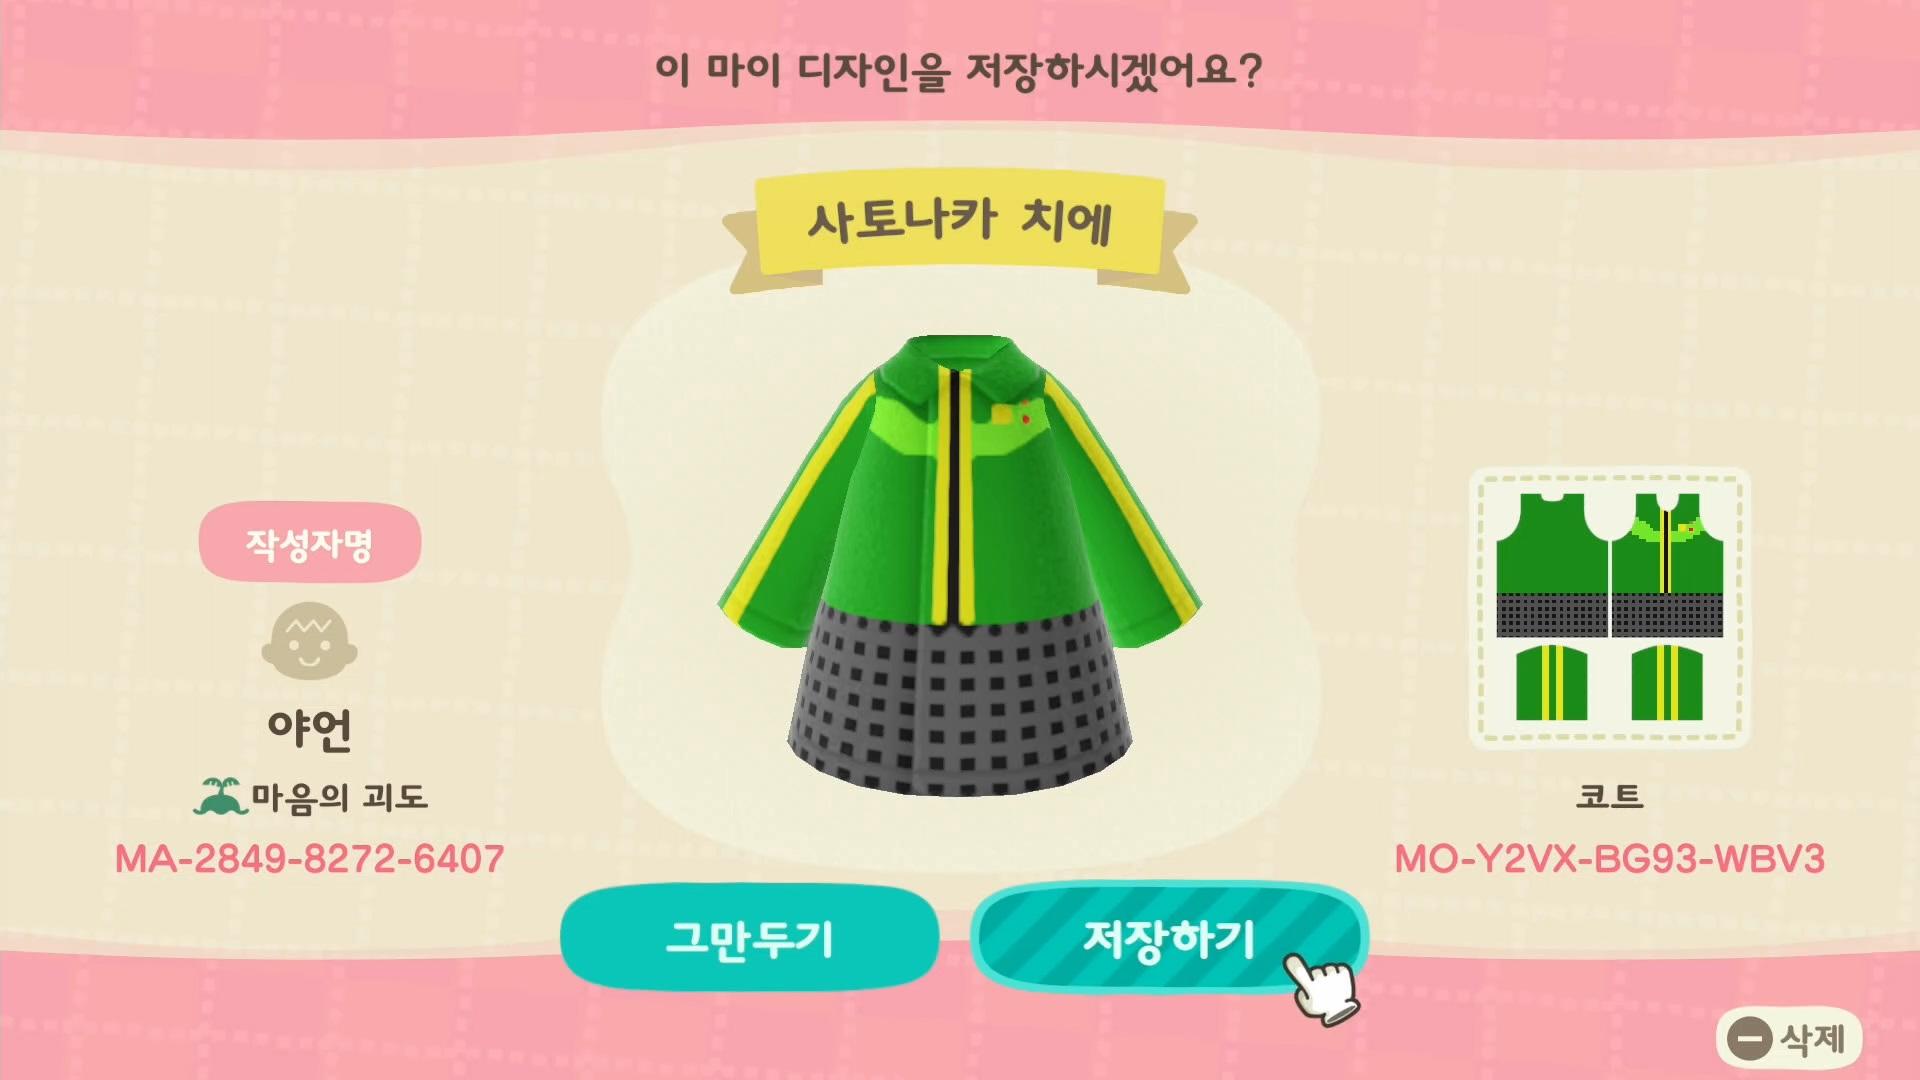 이 마이 디자인을 저장하시겠어요?
사토나카 치에
작성자명
야언
마음의 괴도
MA-2849-8272-6407
코트
MO-Y2VX-BG93-WBV3
그만두기
저장하기
삭제